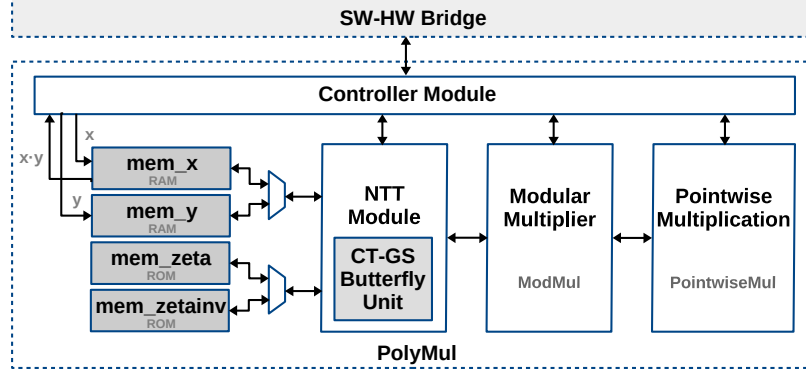 SW-HW Bridge
Controller Module
x
x·y
mem_x
RAM
y
mem_y
RAM
mem_zeta
ROM
mem_zetainv
ROM
NTT
Module
CT-GS
Butterfly
Unit
Modular
Multiplier
ModMul
Pointwise
Multiplication
PointwiseMul
PolyMul